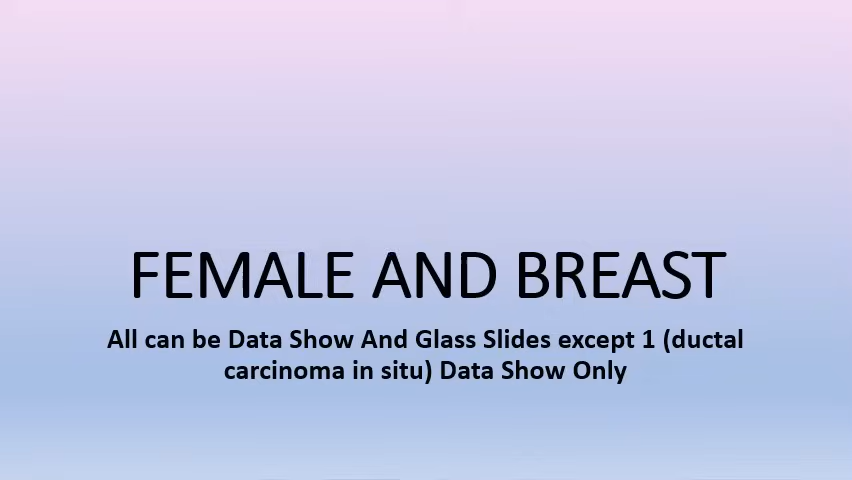 FEMALE AND BREAST
All can be Data Show And Glass Slides except 1 (ductal
carcinoma in situ) Data Show Only